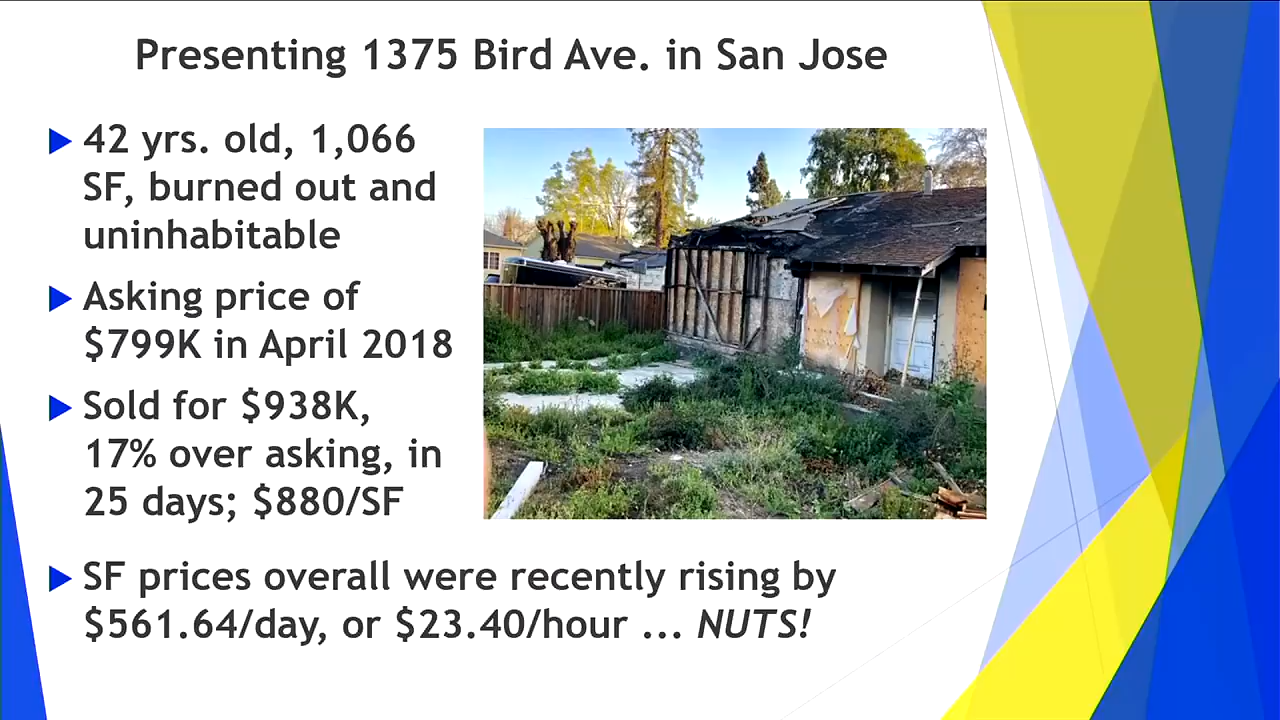 Presenting 1375 Bird Ave. in San Jose
42 yrs. old, 1,066
SF, burned out and
uninhabitable
Asking price of
$799K in April 2018
Sold for $938K,
17% over asking, in
25 days; $880/SF
SF prices overall were recently rising by
$561.64/day, or $23.40/hour ... NUTS!